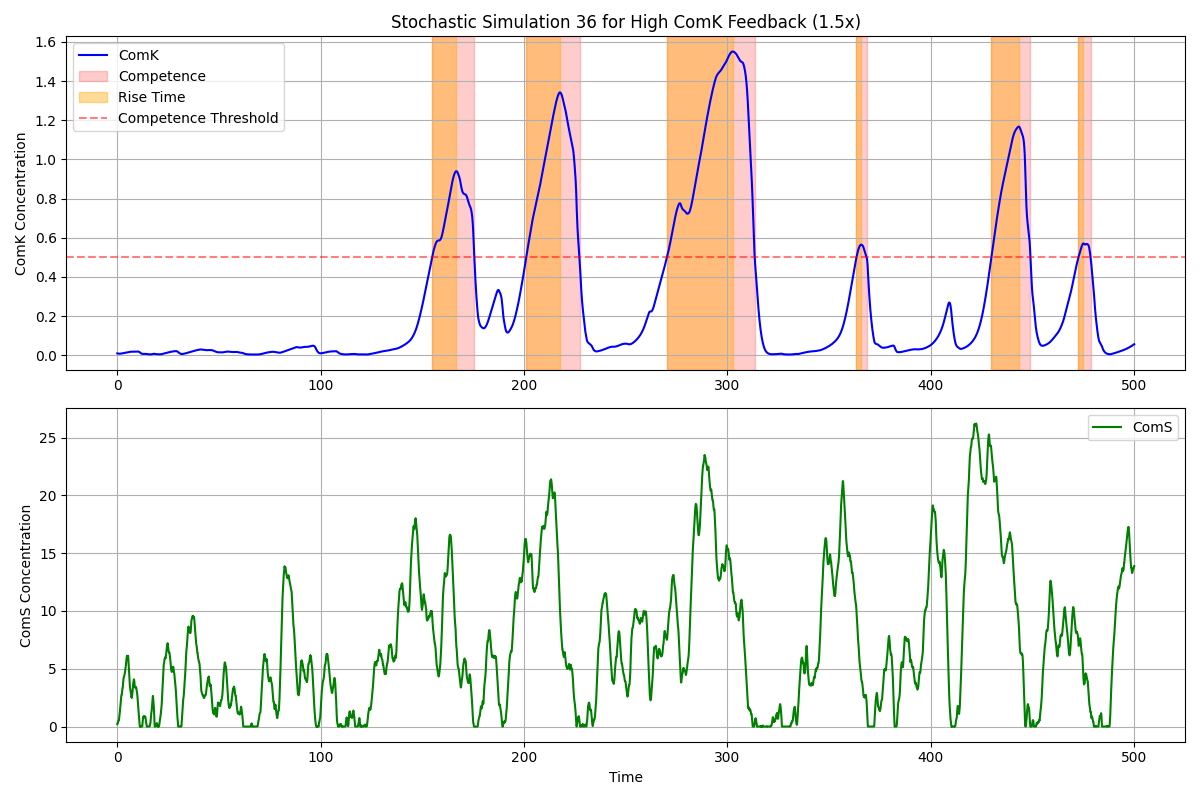 Stochastic Simulation 36 for High ComK Feedback (1.5x)
ComK
Competence
Rise Time
Competence Threshold
ComK Concentration
1.6
1.4
1.2
1.0
0.8
0.6
0.4
0.2
0.0
0 100 200 300 400 500
ComS
ComS Concentration
25
20
15
10
5
0
0 100 200 300 400 500
Time